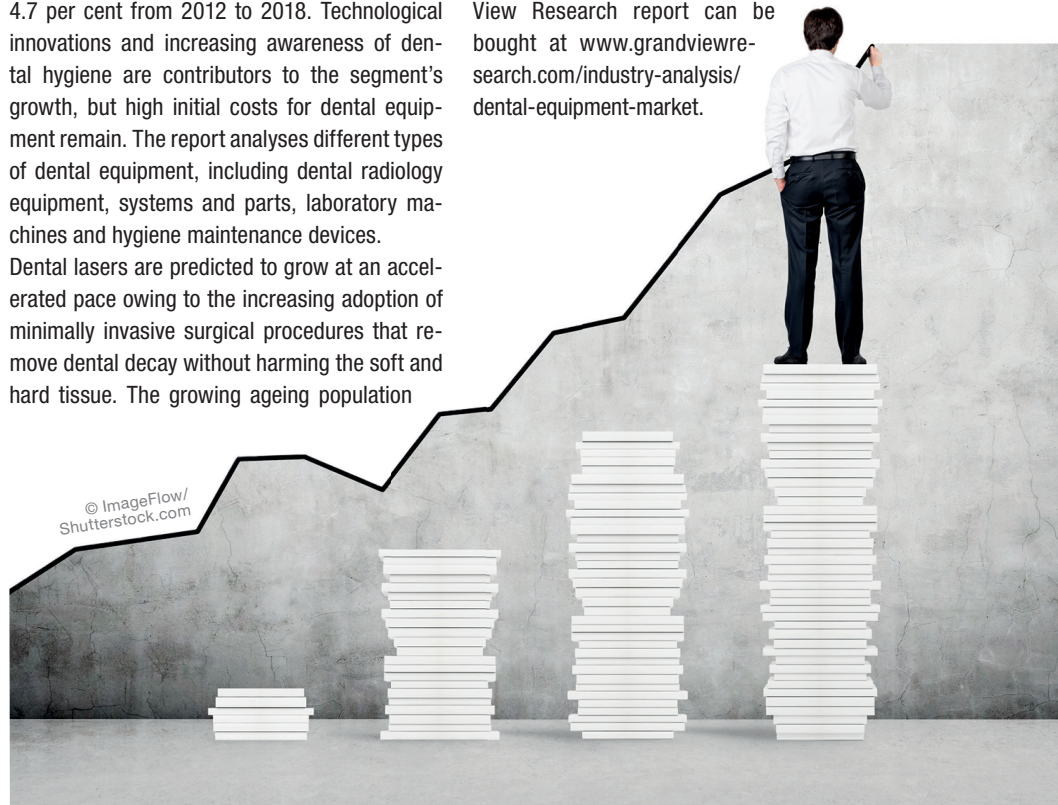 4.7 per cent from 2012 to 2018. Technological
innovations and increasing awareness of den-
tal hygiene are contributors to the segment's
growth, but high initial costs for dental equip-
ment remain. The report analyses different types
of dental equipment, including dental radiology
equipment, systems and parts, laboratory ma-
chines and hygiene maintenance devices.
Dental lasers are predicted to grow at an accel-
erated pace owing to the increasing adoption of
minimally invasive surgical procedures that re-
move dental decay without harming the soft and
hard tissue. The growing ageing population
View Research report can be
bought at www.grandviewre-
search.com/industry-analysis/
dental-equipment-market.
© ImageFlow/
Shutterstock.com